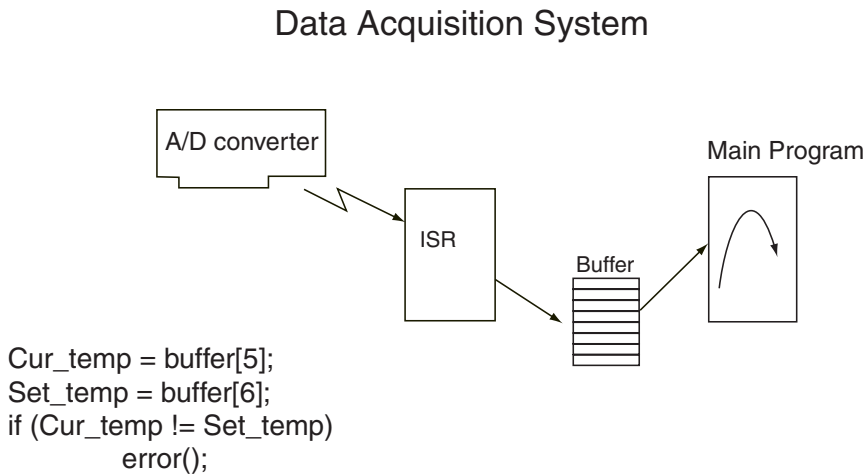 Data Acquisition System
A/D converter
Main Program
ISR
Buffer
Cur_temp = buffer[5];
Set_temp = buffer[6];
if (Cur_temp != Set_temp)
error();